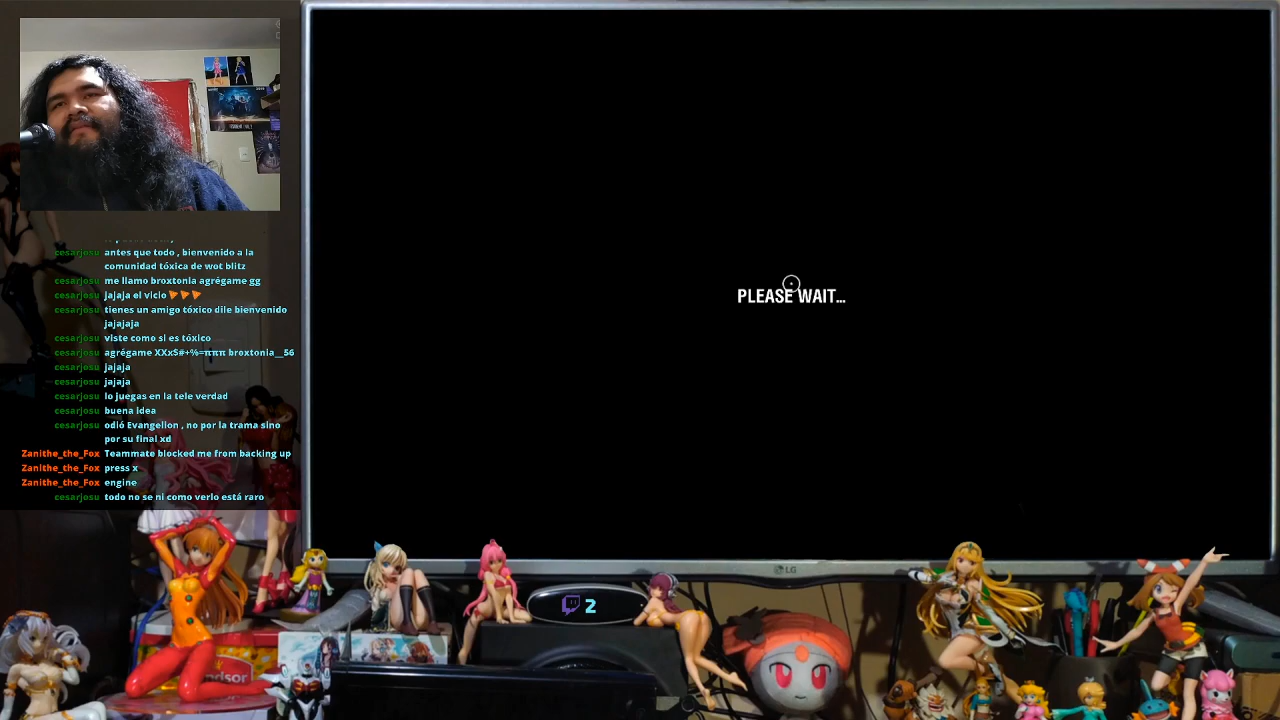 cesarjosu antes que todo , bienvenido a la
comunidad tóxica de wot blitz
cesarjosu me llamo broxtonia agrégame gg
cesarjosu jajaja el vicio
cesarjosu tienes un amigo tóxico dile bienvenido
jajajaja
cesarjosu viste como si es tóxico
cesarjosu agrégame XXx$#+%=πππ broxtonia__56
cesarjosu jajaja
cesarjosu jajaja
cesarjosu lo juegas en la tele verdad
cesarjosu buena idea
cesarjosu odió Evangelion , no por la trama sino
por su final xd
Zanithe_the_Fox Teammate blocked me from backing up
Zanithe_the_Fox press x
Zanithe_the_Fox engine
cesarjosu todo no se ni como verlo está raro
PLEASE WAIT...
LG
2
ndsor